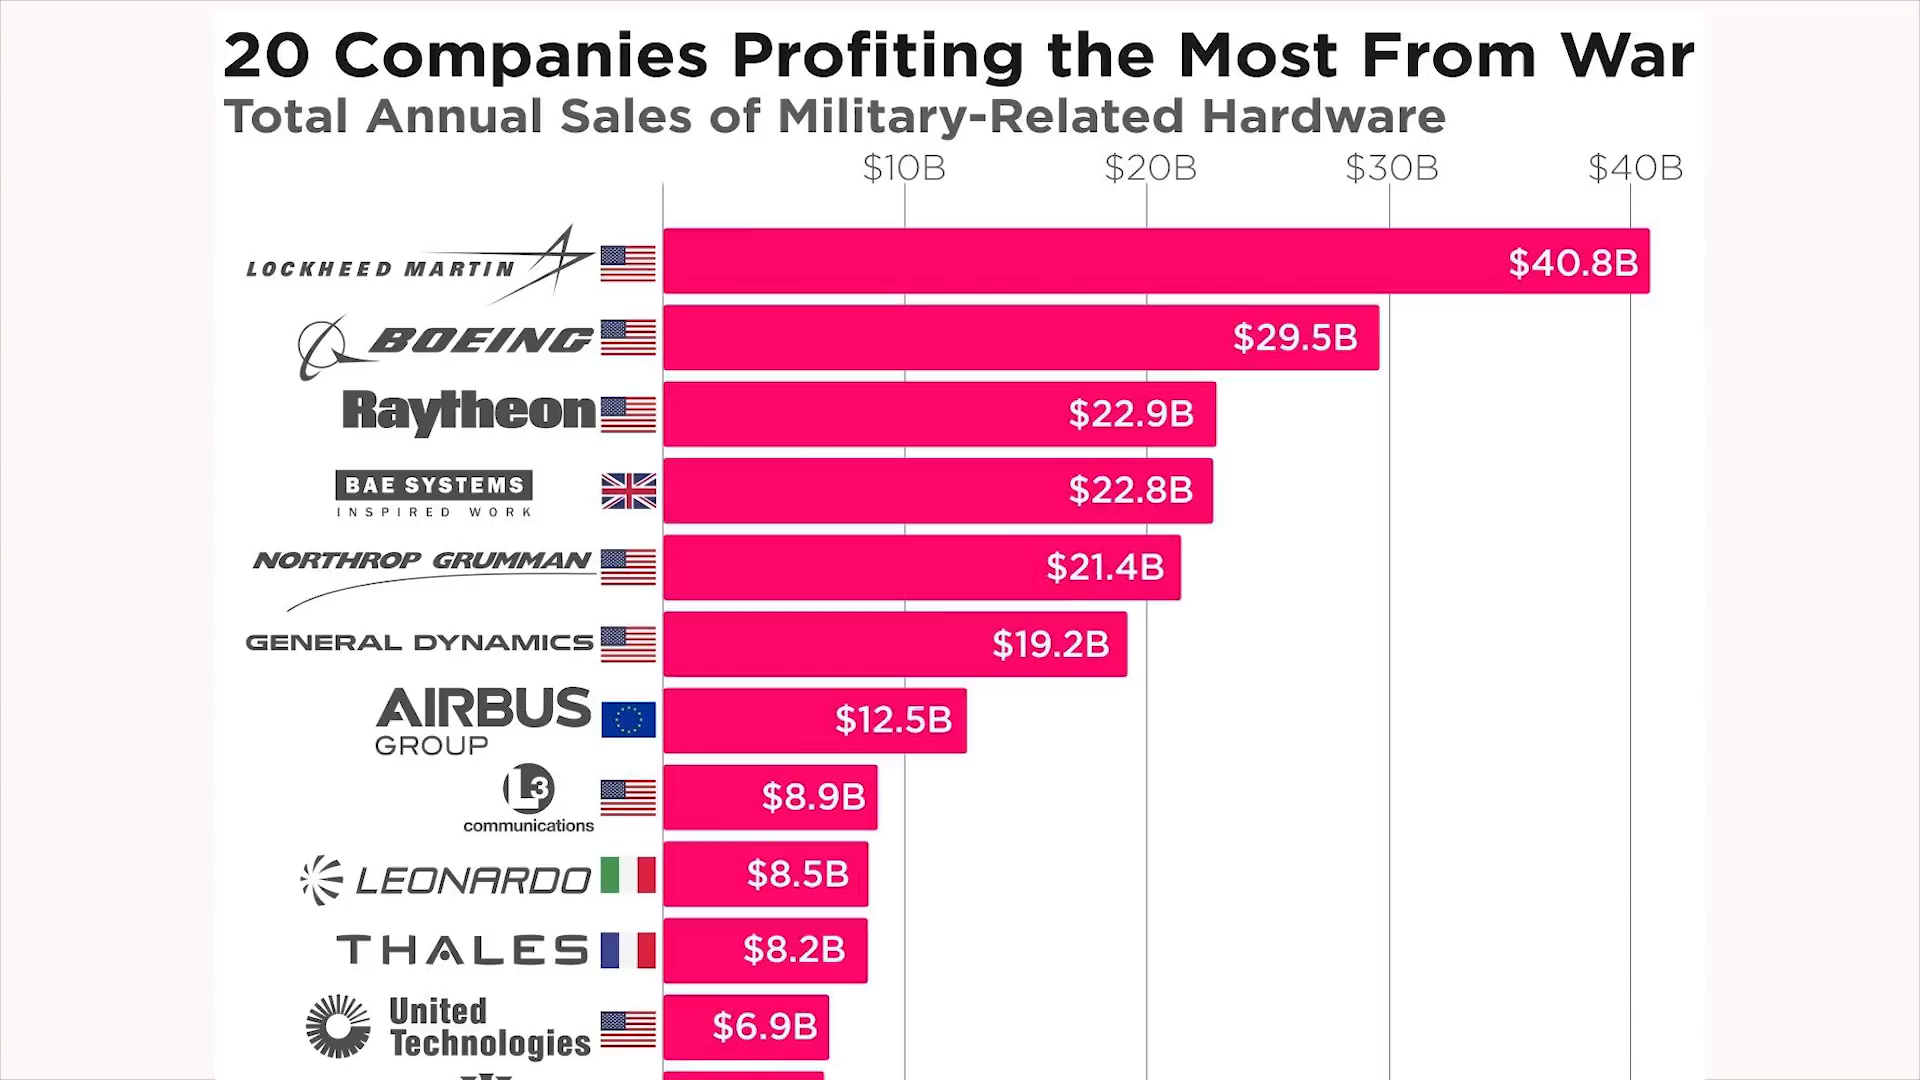 20 Companies Profiting the Most From War
Total Annual Sales of Military-Related Hardware
$10B $20B $30B $40B
LOCKHEED MARTIN $40.8B
BOEING $29.5B
Raytheon $22.9B
BAE SYSTEMS $22.8B
INSPIRED WORK
NORTHROP GRUMMAN $21.4B
GENERAL DYNAMICS $19.2B
AIRBUS $12.5B
GROUP
L3 $8.9B
communications
LEONARDO $8.5B
THALES $8.2B
United
Technologies $6.9B